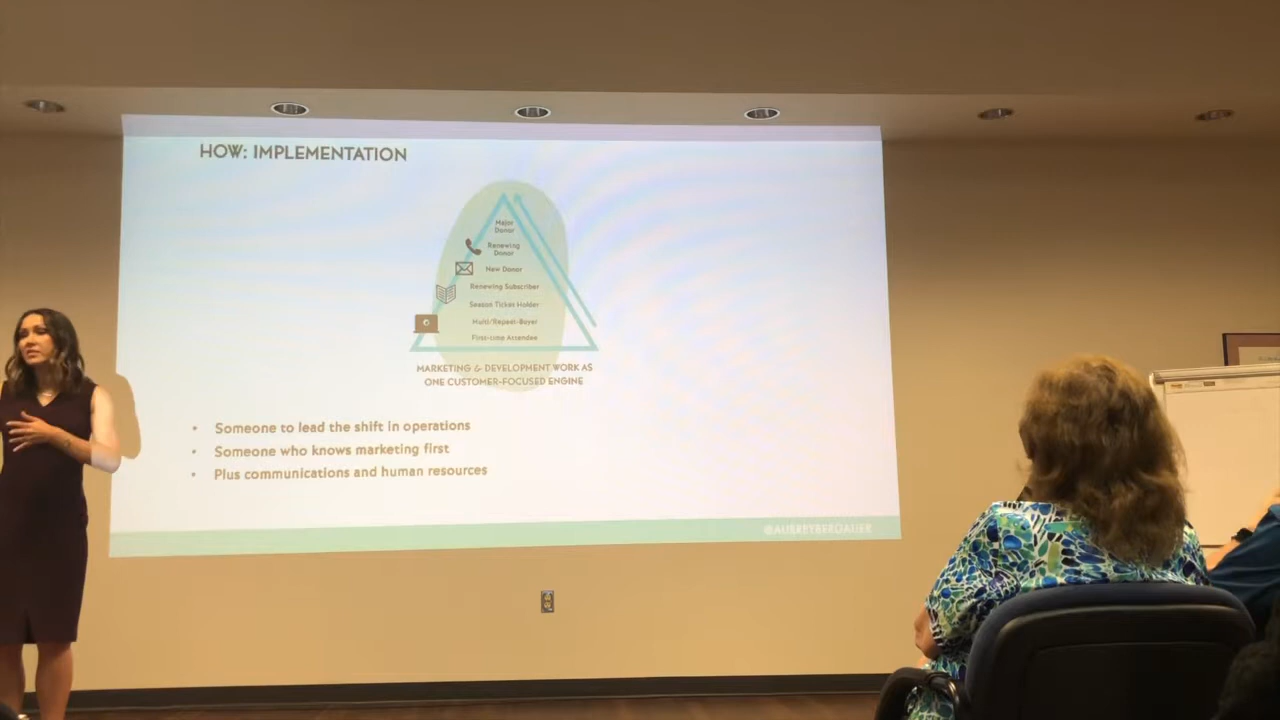 HOW: IMPLEMENTATION
Major
Donor
Renewing
Donor
New Donor
Renewing Subscriber
Season Ticket Holder
Multi/Repeat-Buyer
First-time Attendee
MARKETING & DEVELOPMENT WORK AS
ONE CUSTOMER-FOCUSED ENGINE
• Someone to lead the shift in operations
• Someone who knows marketing first
• Plus communications and human resources